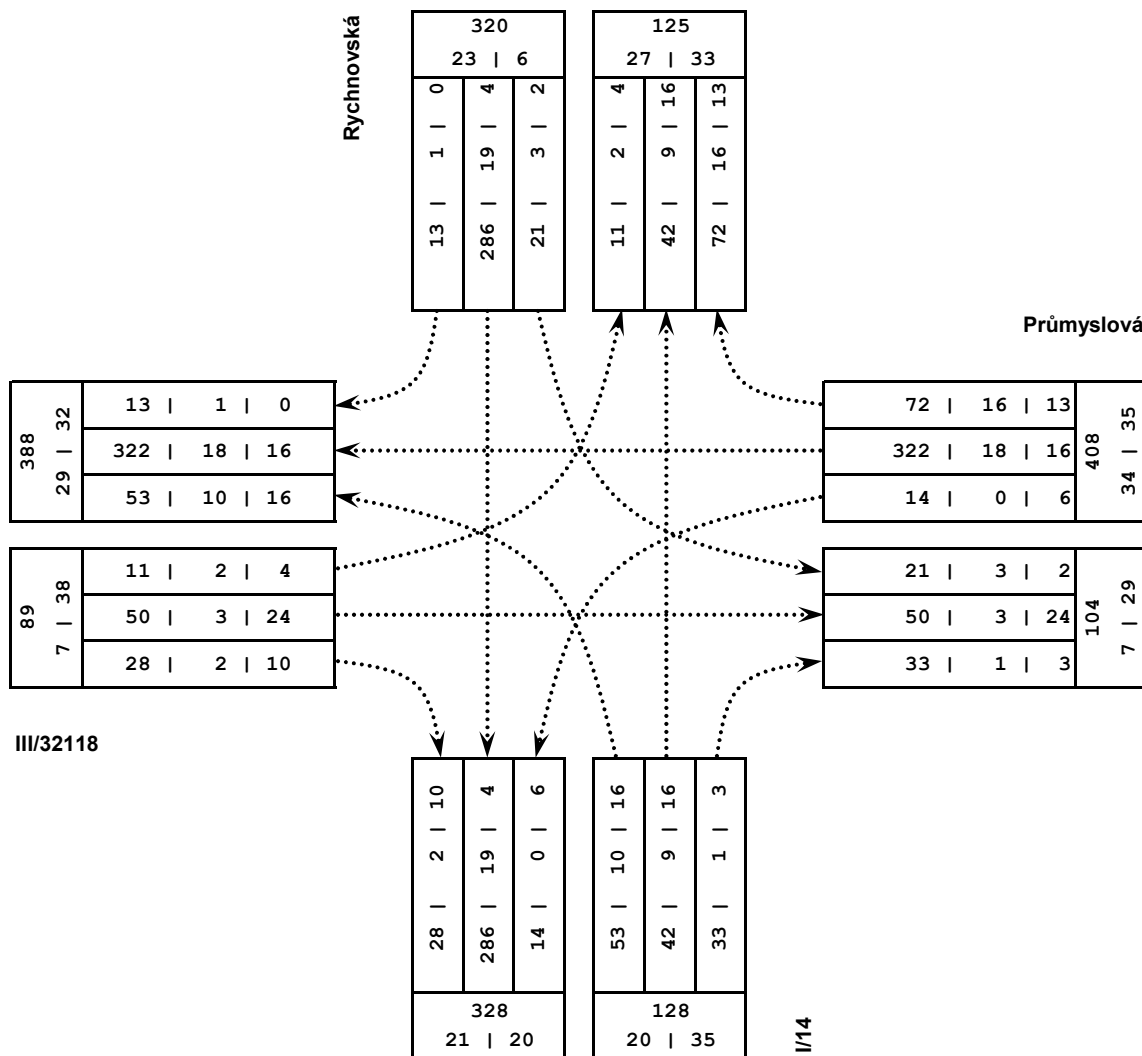 Rychnovská
320
23 | 6
13 | 1 | 0
286 | 19 | 4
21 | 3 | 2
125
27 | 33
11 | 2 | 4
42 | 9 | 16
72 | 16 | 13
Průmyslová
388
29 | 32
13 | 1 | 0
322 | 18 | 16
53 | 10 | 16
72 | 16 | 13
322 | 18 | 16
14 | 0 | 6
408
34 | 35
89
7 | 38
11 | 2 | 4
50 | 3 | 24
28 | 2 | 10
21 | 3 | 2
50 | 3 | 24
33 | 1 | 3
104
7 | 29
III/32118
28 | 2 | 10
286 | 19 | 4
14 | 0 | 6
328
21 | 20
53 | 10 | 16
42 | 9 | 16
33 | 1 | 3
128
20 | 35
I/14